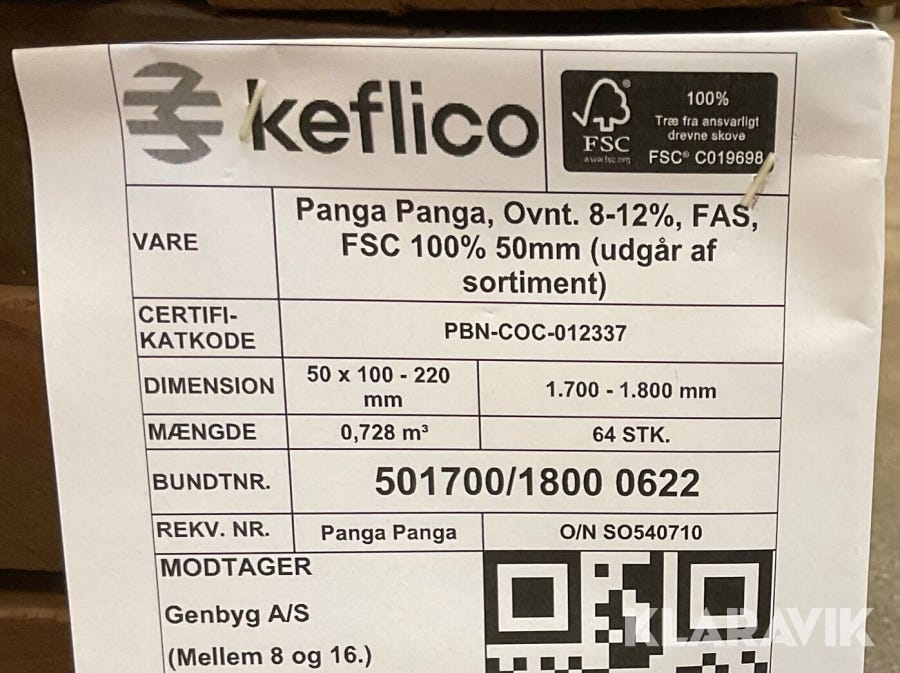 keflico
FSC®
www.fsc.org
100%
Træ fra ansvarligt
drevne skove
FSC® C019698
VARE
Panga Panga, Ovnt. 8-12%, FAS,
FSC 100% 50mm (udgår af
sortiment)
CERTIFI-
KATKODE
PBN-COC-012337
DIMENSION
50 x 100 - 220
mm
1.700 - 1.800 mm
MÆNGDE
0,728 m³
64 STK.
BUNDTNR.
501700/1800 0622
REKV. NR.
Panga Panga
O/N SO540710
MODTAGER
Genbyg A/S
(Mellem 8 og 16.)
KLARAVIK